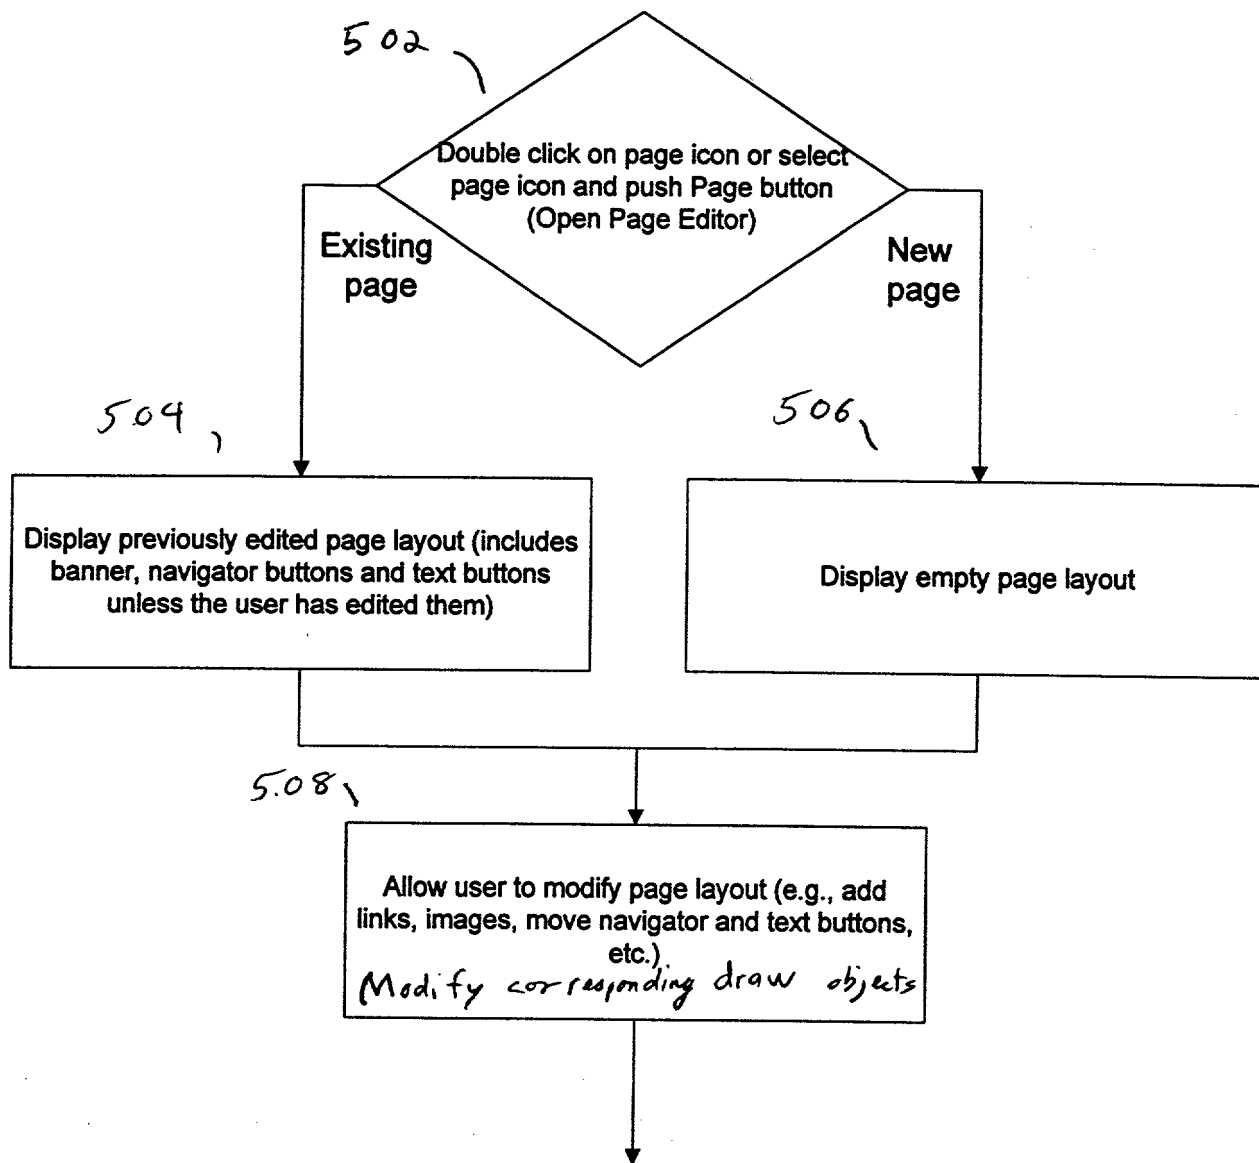 502
Double click on page icon or select
page icon and push Page button
(Open Page Editor)
Existing
page
New
page
504
506
Display previously edited page layout (includes
banner, navigator buttons and text buttons
unless the user has edited them)
Display empty page layout
508
Allow user to modify page layout (e.g., add
links, images, move navigator and text buttons,
etc.)
Modify corresponding draw objects